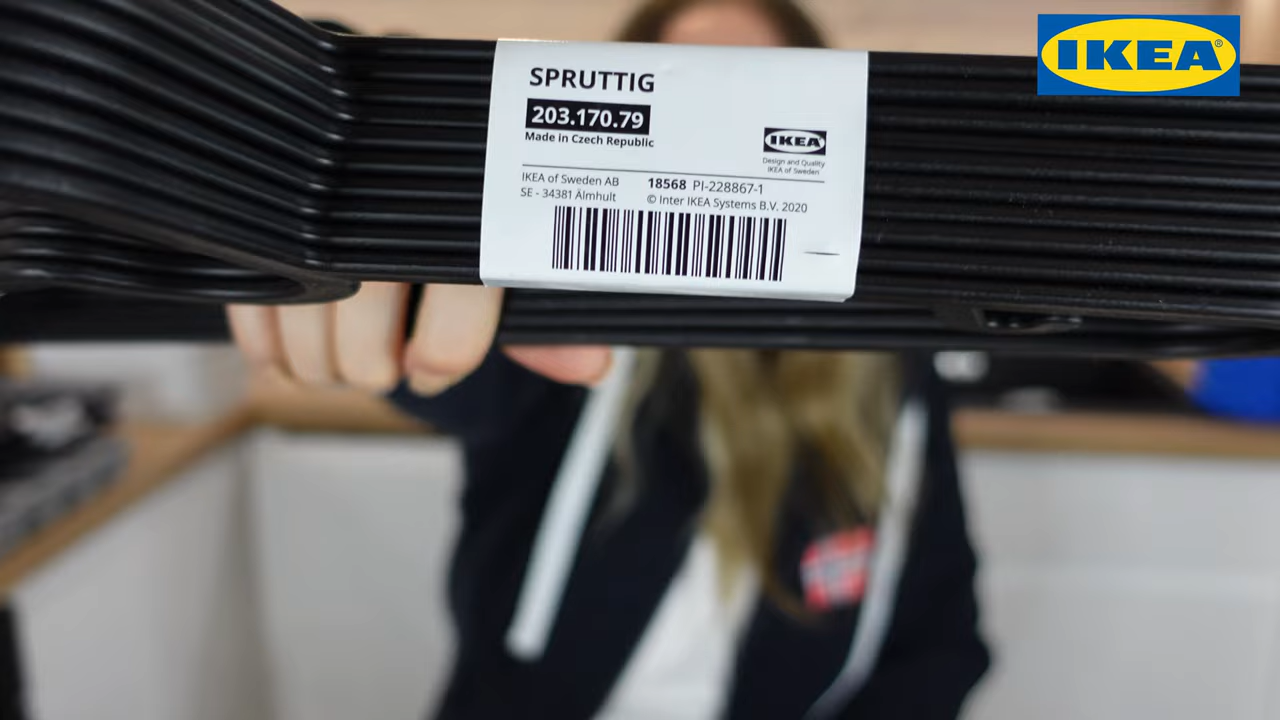 IKEA®
SPRUTTIG
203.170.79
Made in Czech Republic
IKEA®
Design and Quality
IKEA of Sweden
IKEA of Sweden AB
SE - 34381 Älmhult
18568 PI-228867-1
© Inter IKEA Systems B.V. 2020